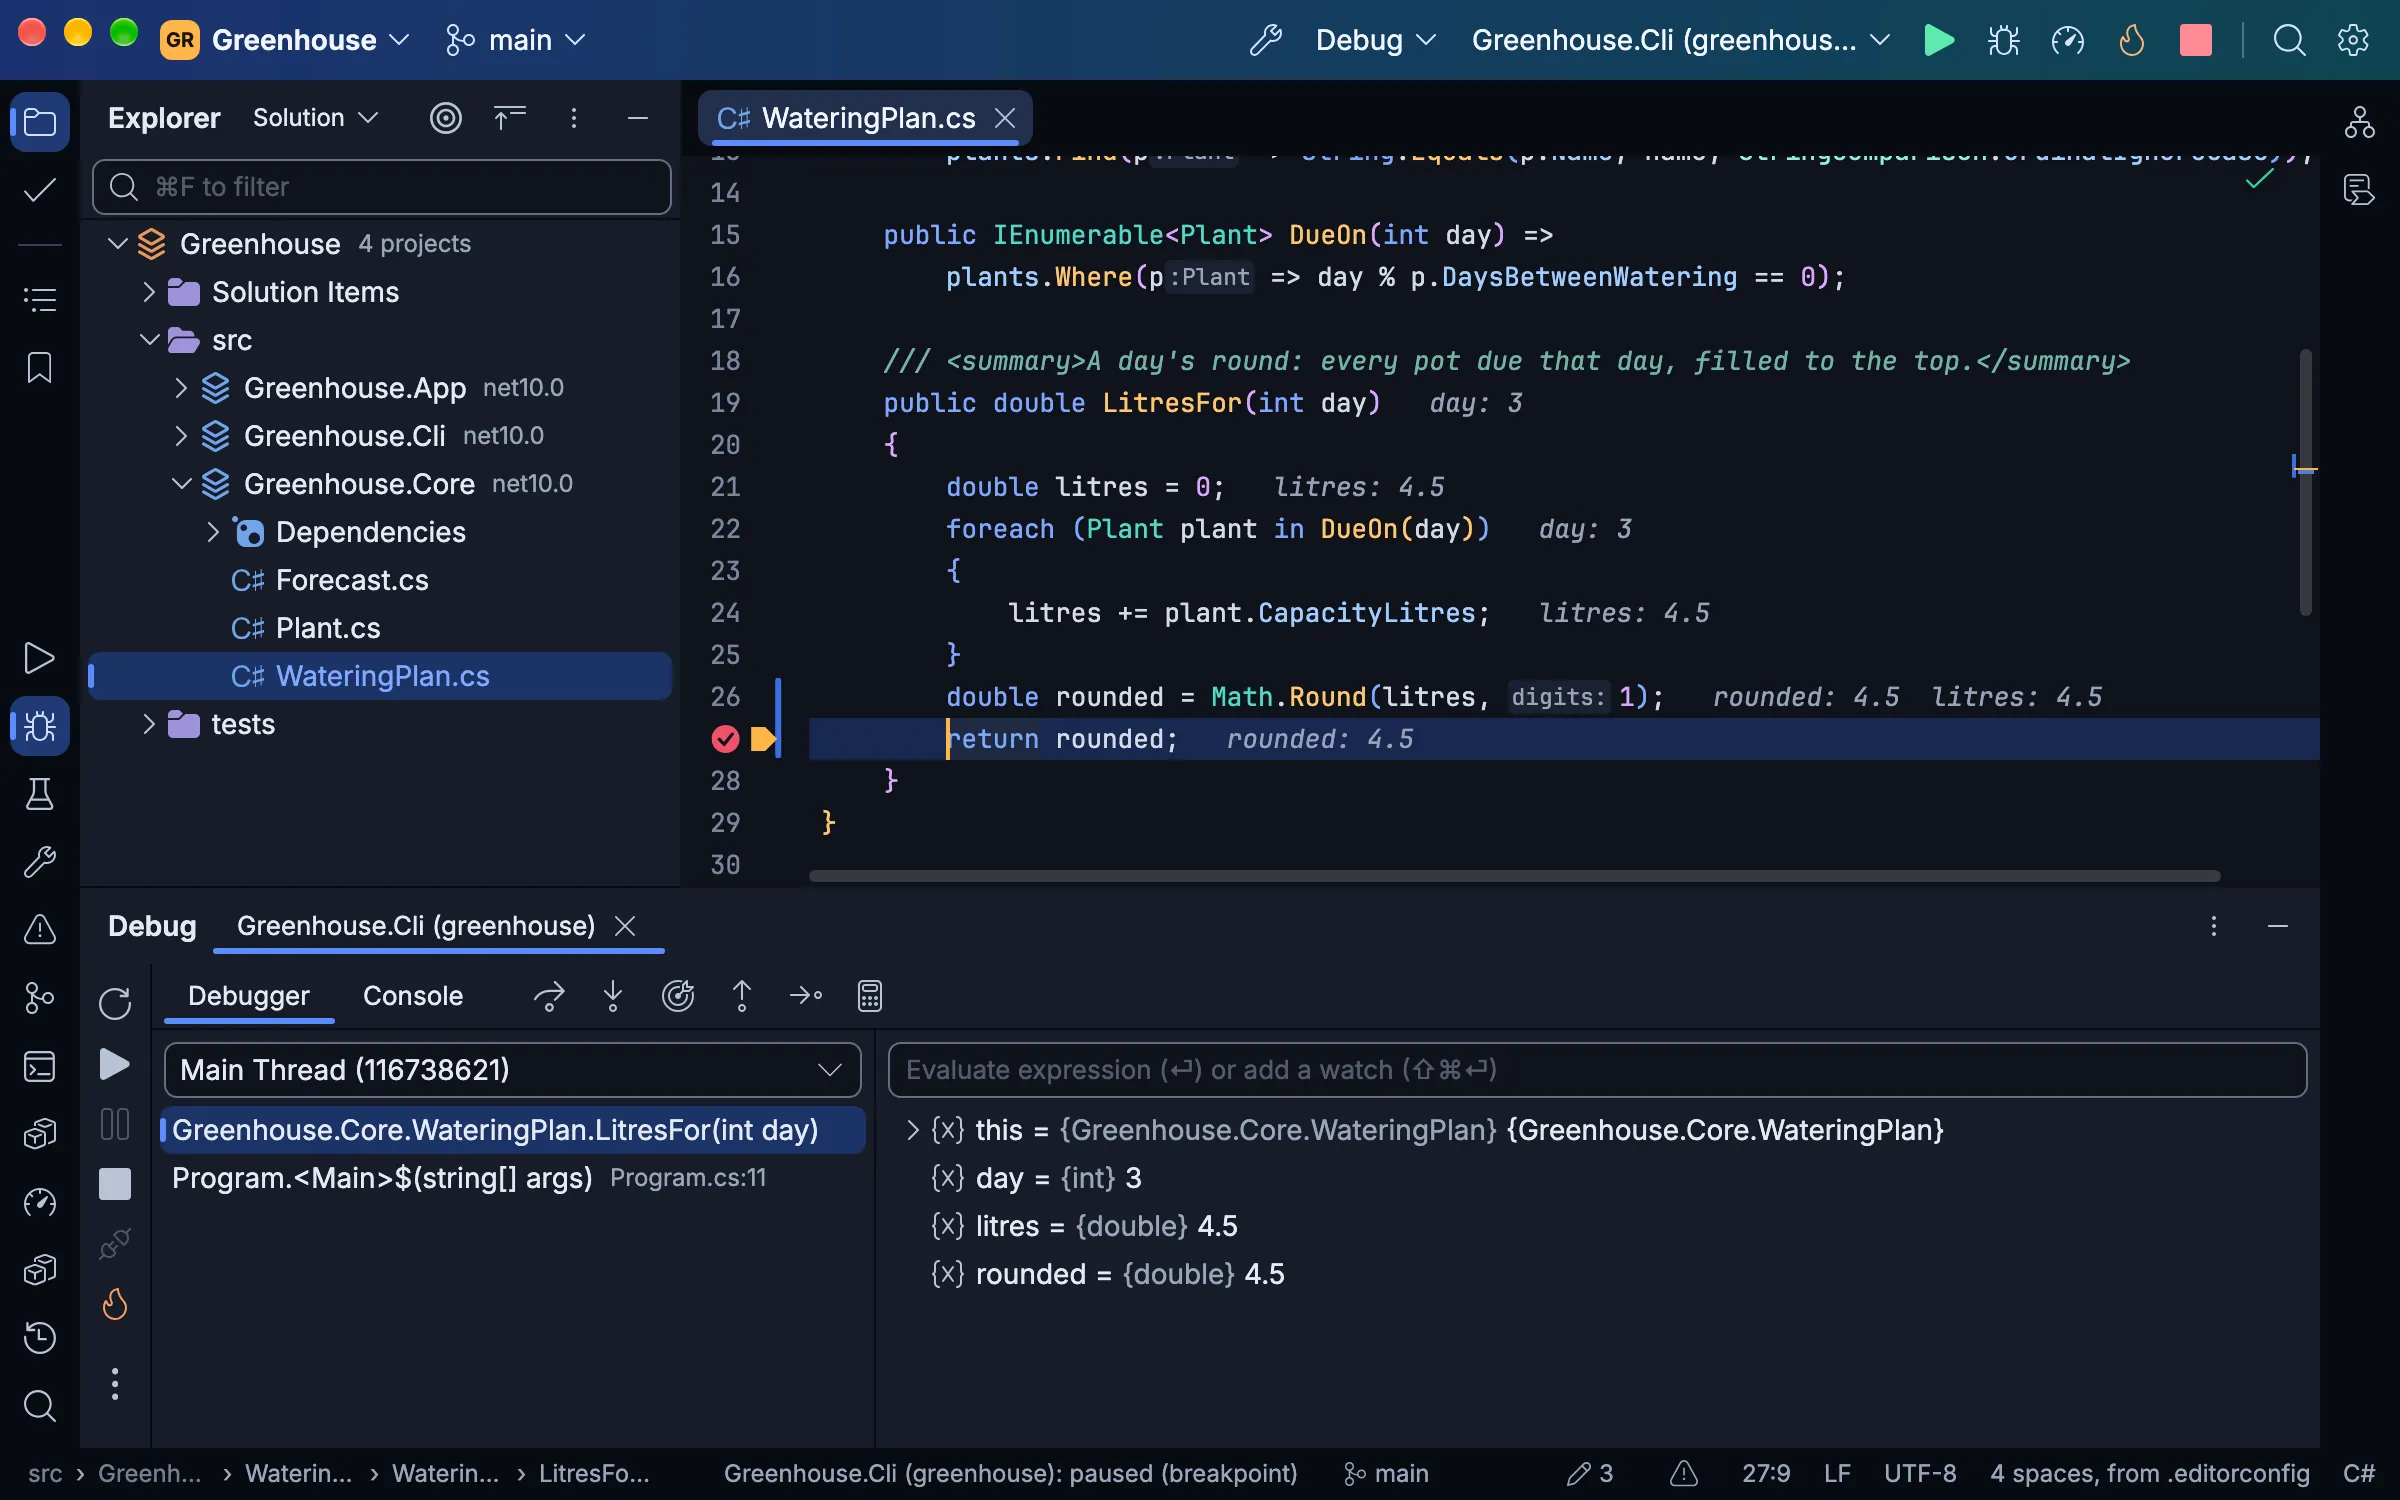 GR Greenhouse main Debug Greenhouse.Cli (greenhous...
Explorer Solution
⌘F to filter
Greenhouse 4 projects
Solution Items
src
Greenhouse.App net10.0
Greenhouse.Cli net10.0
Greenhouse.Core net10.0
Dependencies
C# Forecast.cs
C# Plant.cs
C# WateringPlan.cs
tests
C# WateringPlan.cs
14
15 public IEnumerable<Plant> DueOn(int day) =>
16 plants.Where(p :Plant => day % p.DaysBetweenWatering == 0);
17
18 /// <summary>A day's round: every pot due that day, filled to the top.</summary>
19 public double LitresFor(int day) day: 3
20 {
21 double litres = 0; litres: 4.5
22 foreach (Plant plant in DueOn(day)) day: 3
23 {
24 litres += plant.CapacityLitres; litres: 4.5
25 }
26 double rounded = Math.Round(litres, digits: 1); rounded: 4.5 litres: 4.5
return rounded; rounded: 4.5
28 }
29 }
30
Debug Greenhouse.Cli (greenhouse)
Debugger Console
Main Thread (116738621)
Greenhouse.Core.WateringPlan.LitresFor(int day)
Program.<Main>$(string[] args) Program.cs:11
Evaluate expression (⏎) or add a watch (⇧⌘⏎)
{x} this = {Greenhouse.Core.WateringPlan} {Greenhouse.Core.WateringPlan}
{x} day = {int} 3
{x} litres = {double} 4.5
{x} rounded = {double} 4.5
src › Greenh... › Waterin... › Waterin... › LitresFo... Greenhouse.Cli (greenhouse): paused (breakpoint) main 3 27:9 LF UTF-8 4 spaces, from .editorconfig C#